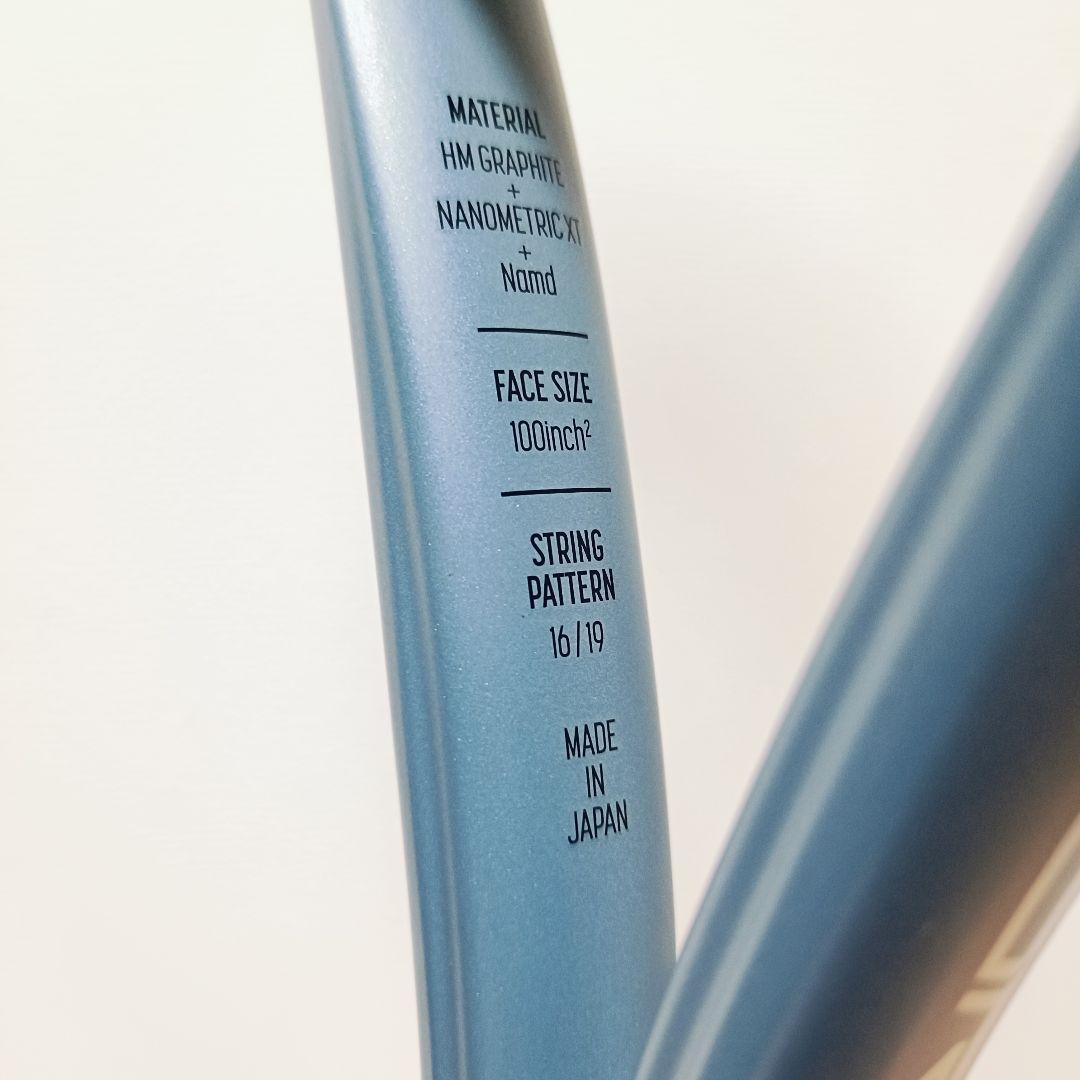 MATERIAL
HM GRAPHITE
+
NANOMETRIC XT
+
Namd
FACE SIZE
100inch²
STRING
PATTERN
16/19
MADE
IN
JAPAN